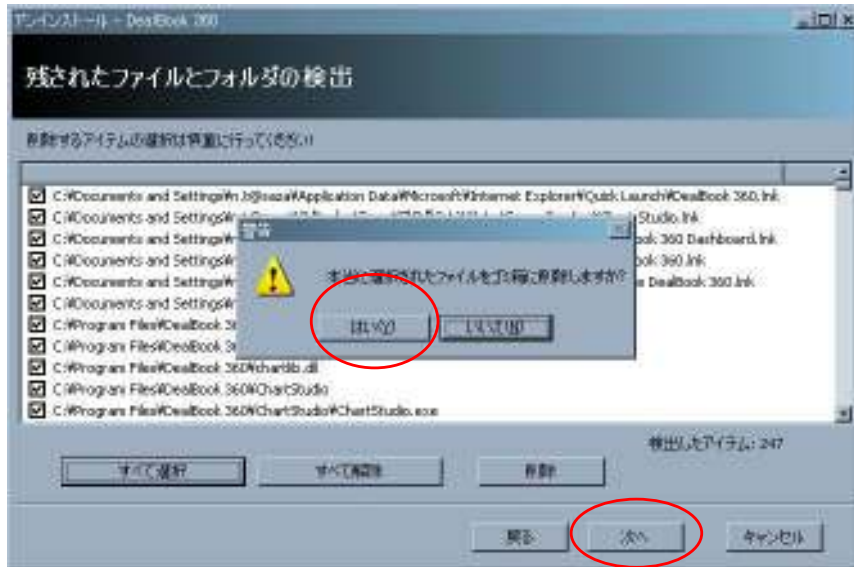 アンインストール - DealBook 360
残されたファイルとフォルダの検出
削除するアイテムの選択は慎重に行ってください
C:¥Documents and Settings¥n.b@saza¥Application Data¥Microsoft¥Internet Explorer¥Quick Launch¥DealBook 360.lnk
C:¥Documents and Settings¥ Studio.lnk
C:¥Documents and Settings¥ ook 360 Dashboard.lnk
C:¥Documents and Settings¥ ook 360.lnk
C:¥Documents and Settings¥ DealBook 360.lnk
C:¥Documents and Settings¥
C:¥Program Files¥DealBook 36
C:¥Program Files¥DealBook 3
C:¥Program Files¥DealBook 360¥chartlib.dll
C:¥Program Files¥DealBook 360¥ChartStudio
C:¥Program Files¥DealBook 360¥ChartStudio¥ChartStudio.exe
警告
本当に選択されたファイルをゴミ箱に削除しますか?
はい(Y) いいえ(N)
検出したアイテム: 247
すべて選択 すべて解除 削除
戻る 次へ キャンセル